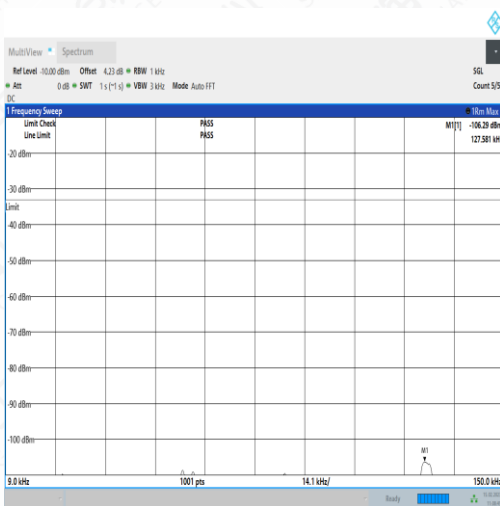 MultiView Spectrum
Ref Level -10.00 dBm Offset 4.23 dB RBW 1 kHz SGL
Att 0 dB SWT 1 s (~1 s) VBW 3 kHz Mode Auto FFT Count 5/5
DC
1 Frequency Sweep 1Rm Max
Limit Check PASS M1[1] -106.29 dBm
Line Limit PASS 127.581 kHz
-20 dBm
-30 dBm
Limit
-40 dBm
-50 dBm
-60 dBm
-70 dBm
-80 dBm
-90 dBm
-100 dBm
M1
9.0 kHz 1001 pts 14.1 kHz/ 150.0 kHz
Ready